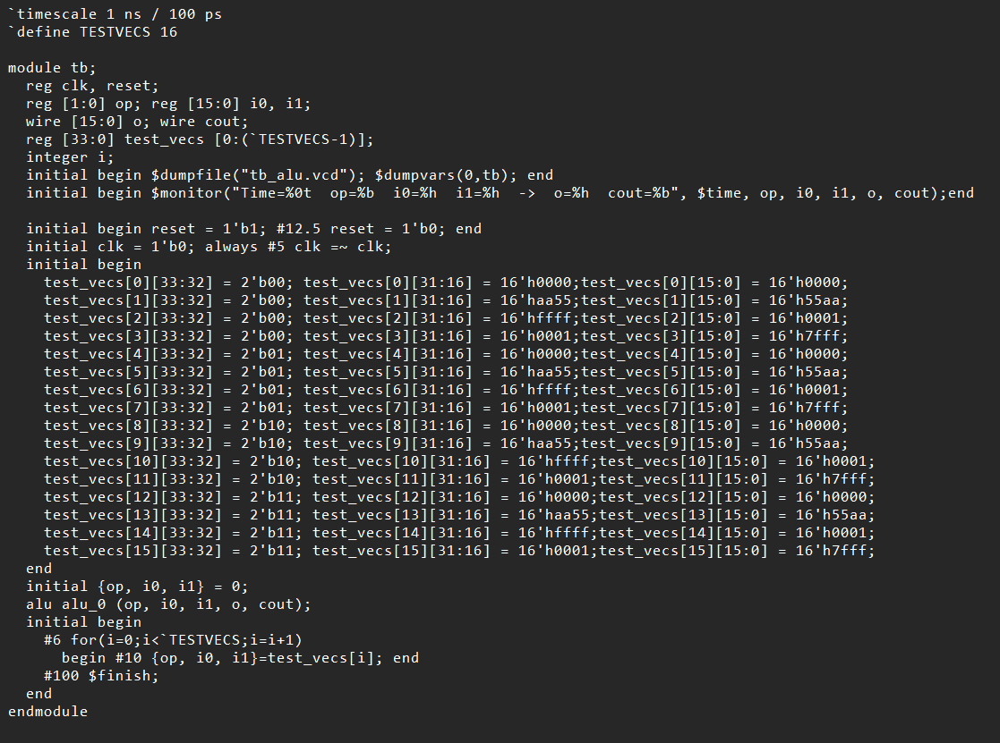 `timescale 1 ns / 100 ps
`define TESTVECS 16

module tb;
  reg clk, reset;
  reg [1:0] op; reg [15:0] i0, i1;
  wire [15:0] o; wire cout;
  reg [33:0] test_vecs [0:(`TESTVECS-1)];
  integer i;
  initial begin $dumpfile("tb_alu.vcd"); $dumpvars(0,tb); end
  initial begin $monitor("Time=%0t  op=%b  i0=%h  i1=%h  ->  o=%h  cout=%b", $time, op, i0, i1, o, cout);end

  initial begin reset = 1'b1; #12.5 reset = 1'b0; end
  initial clk = 1'b0; always #5 clk =~ clk;
  initial begin
    test_vecs[0][33:32] = 2'b00; test_vecs[0][31:16] = 16'h0000;test_vecs[0][15:0] = 16'h0000;
    test_vecs[1][33:32] = 2'b00; test_vecs[1][31:16] = 16'haa55;test_vecs[1][15:0] = 16'h55aa;
    test_vecs[2][33:32] = 2'b00; test_vecs[2][31:16] = 16'hffff;test_vecs[2][15:0] = 16'h0001;
    test_vecs[3][33:32] = 2'b00; test_vecs[3][31:16] = 16'h0001;test_vecs[3][15:0] = 16'h7fff;
    test_vecs[4][33:32] = 2'b01; test_vecs[4][31:16] = 16'h0000;test_vecs[4][15:0] = 16'h0000;
    test_vecs[5][33:32] = 2'b01; test_vecs[5][31:16] = 16'haa55;test_vecs[5][15:0] = 16'h55aa;
    test_vecs[6][33:32] = 2'b01; test_vecs[6][31:16] = 16'hffff;test_vecs[6][15:0] = 16'h0001;
    test_vecs[7][33:32] = 2'b01; test_vecs[7][31:16] = 16'h0001;test_vecs[7][15:0] = 16'h7fff;
    test_vecs[8][33:32] = 2'b10; test_vecs[8][31:16] = 16'h0000;test_vecs[8][15:0] = 16'h0000;
    test_vecs[9][33:32] = 2'b10; test_vecs[9][31:16] = 16'haa55;test_vecs[9][15:0] = 16'h55aa;
    test_vecs[10][33:32] = 2'b10; test_vecs[10][31:16] = 16'hffff;test_vecs[10][15:0] = 16'h0001;
    test_vecs[11][33:32] = 2'b10; test_vecs[11][31:16] = 16'h0001;test_vecs[11][15:0] = 16'h7fff;
    test_vecs[12][33:32] = 2'b11; test_vecs[12][31:16] = 16'h0000;test_vecs[12][15:0] = 16'h0000;
    test_vecs[13][33:32] = 2'b11; test_vecs[13][31:16] = 16'haa55;test_vecs[13][15:0] = 16'h55aa;
    test_vecs[14][33:32] = 2'b11; test_vecs[14][31:16] = 16'hffff;test_vecs[14][15:0] = 16'h0001;
    test_vecs[15][33:32] = 2'b11; test_vecs[15][31:16] = 16'h0001;test_vecs[15][15:0] = 16'h7fff;
  end
  initial {op, i0, i1} = 0;
  alu alu_0 (op, i0, i1, o, cout);
  initial begin
    #6 for(i=0;i<`TESTVECS;i=i+1)
      begin #10 {op, i0, i1}=test_vecs[i]; end
    #100 $finish;
  end
endmodule